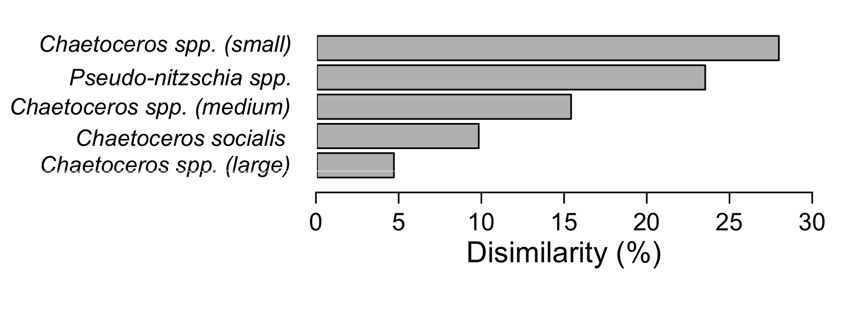 Chaetoceros spp. (small)
Pseudo-nitzschia spp.
Chaetoceros spp. (medium)
Chaetoceros socialis
Chaetoceros spp. (large)
0 5 10 15 20 25 30
Disimilarity (%)